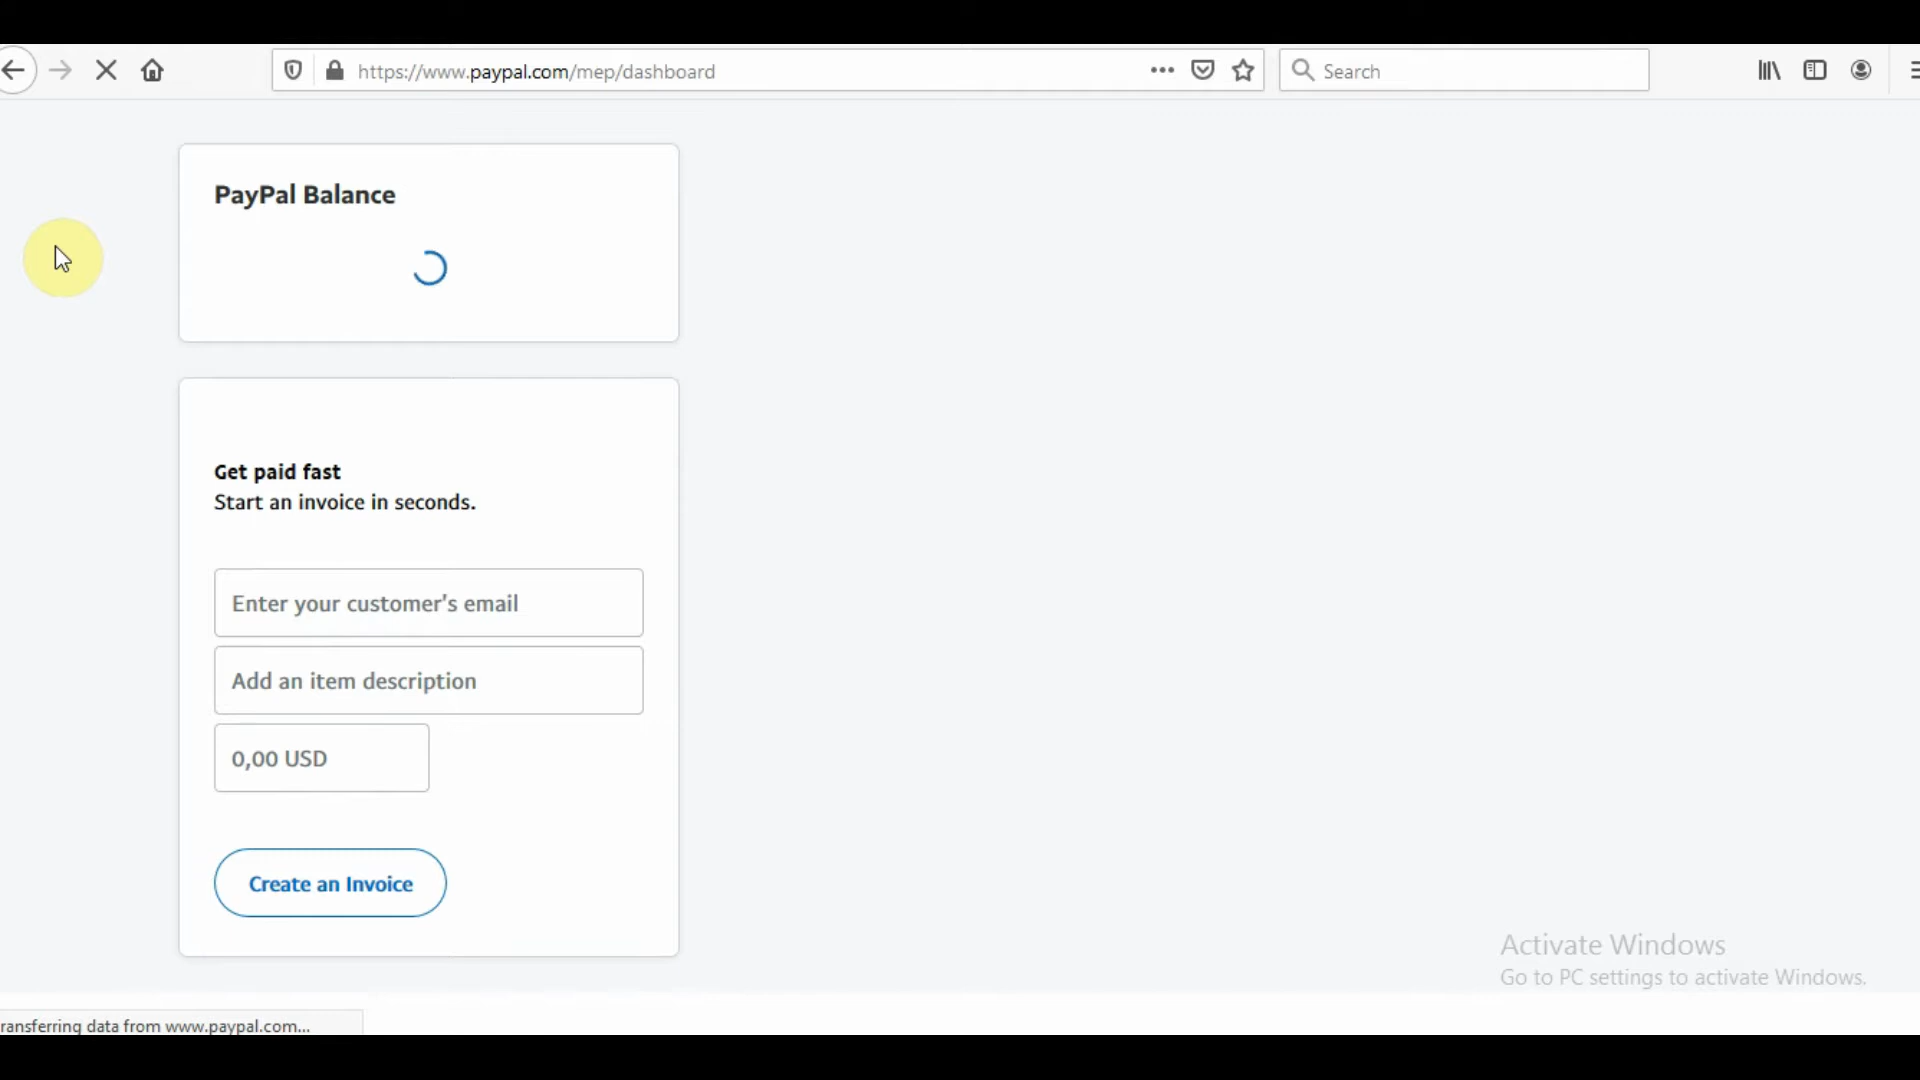 https://www.paypal.com/mep/dashboard
Search
PayPal Balance
Get paid fast
Start an invoice in seconds.
Enter your customer's email
Add an item description
0,00 USD
Create an Invoice
Activate Windows
Go to PC settings to activate Windows.
ransferring data from www.paypal.com...